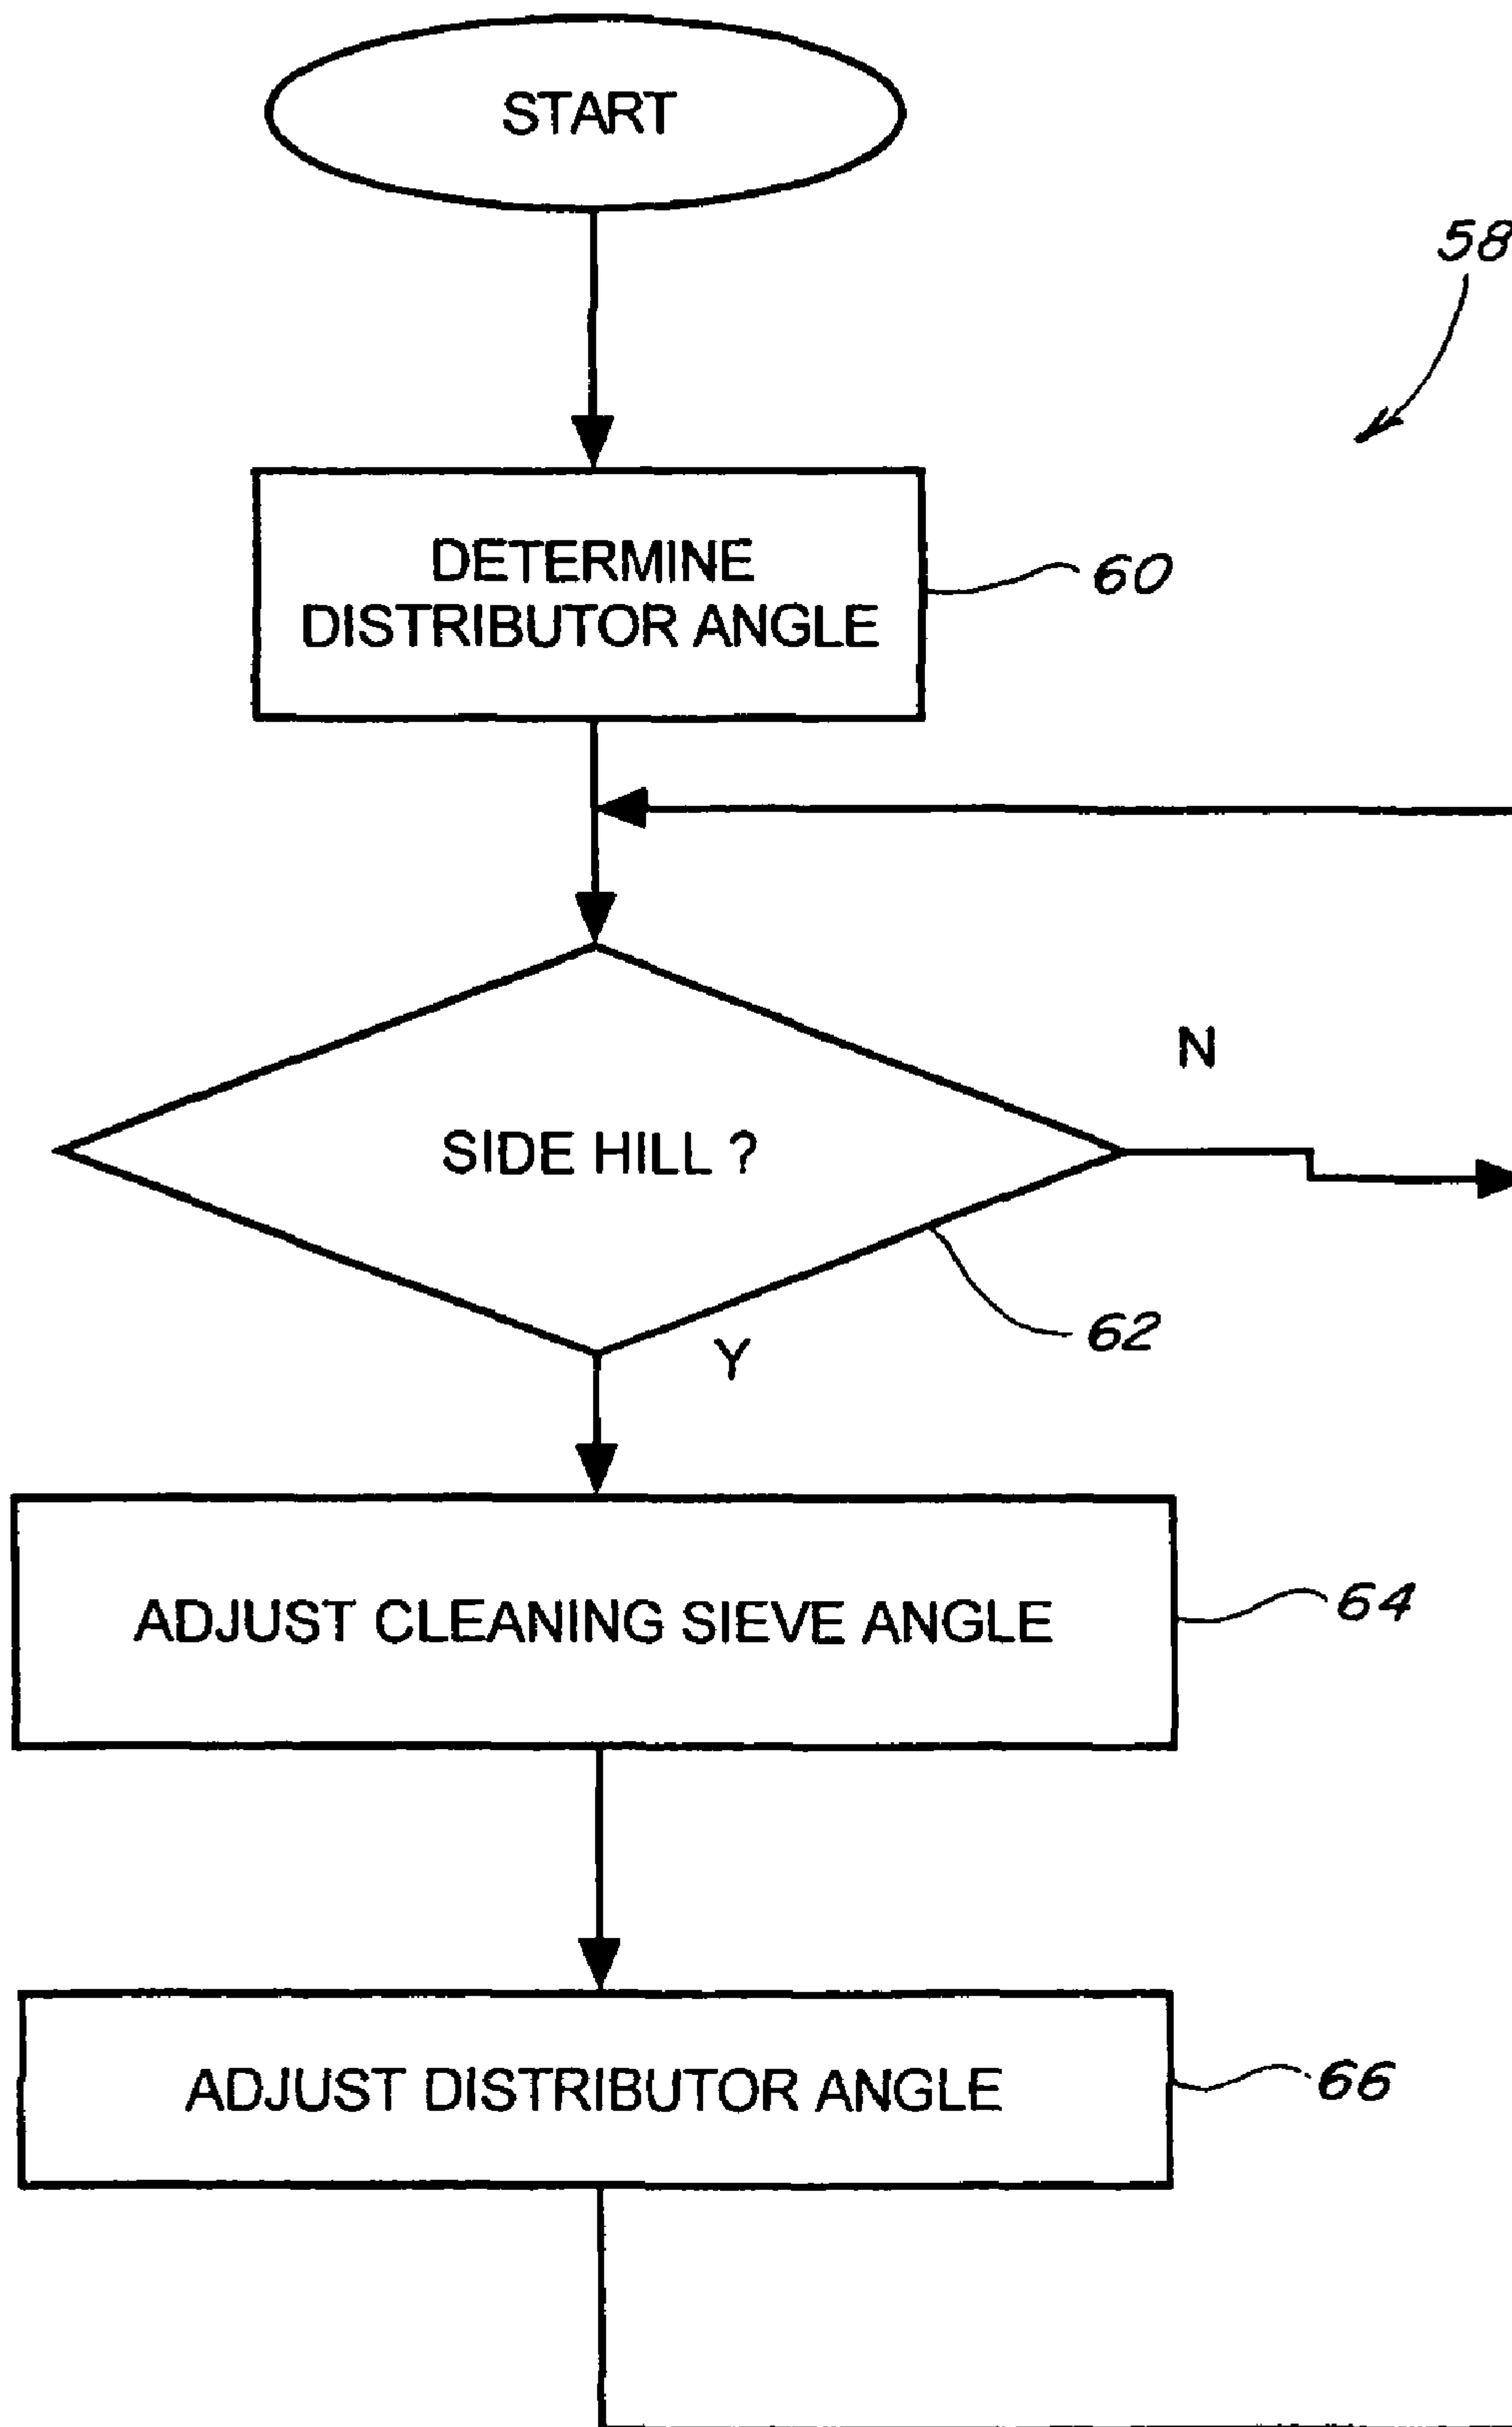 START
58
DETERMINE
DISTRIBUTOR ANGLE
60
N
SIDE HILL ?
62
Y
ADJUST CLEANING SIEVE ANGLE
64
ADJUST DISTRIBUTOR ANGLE
66